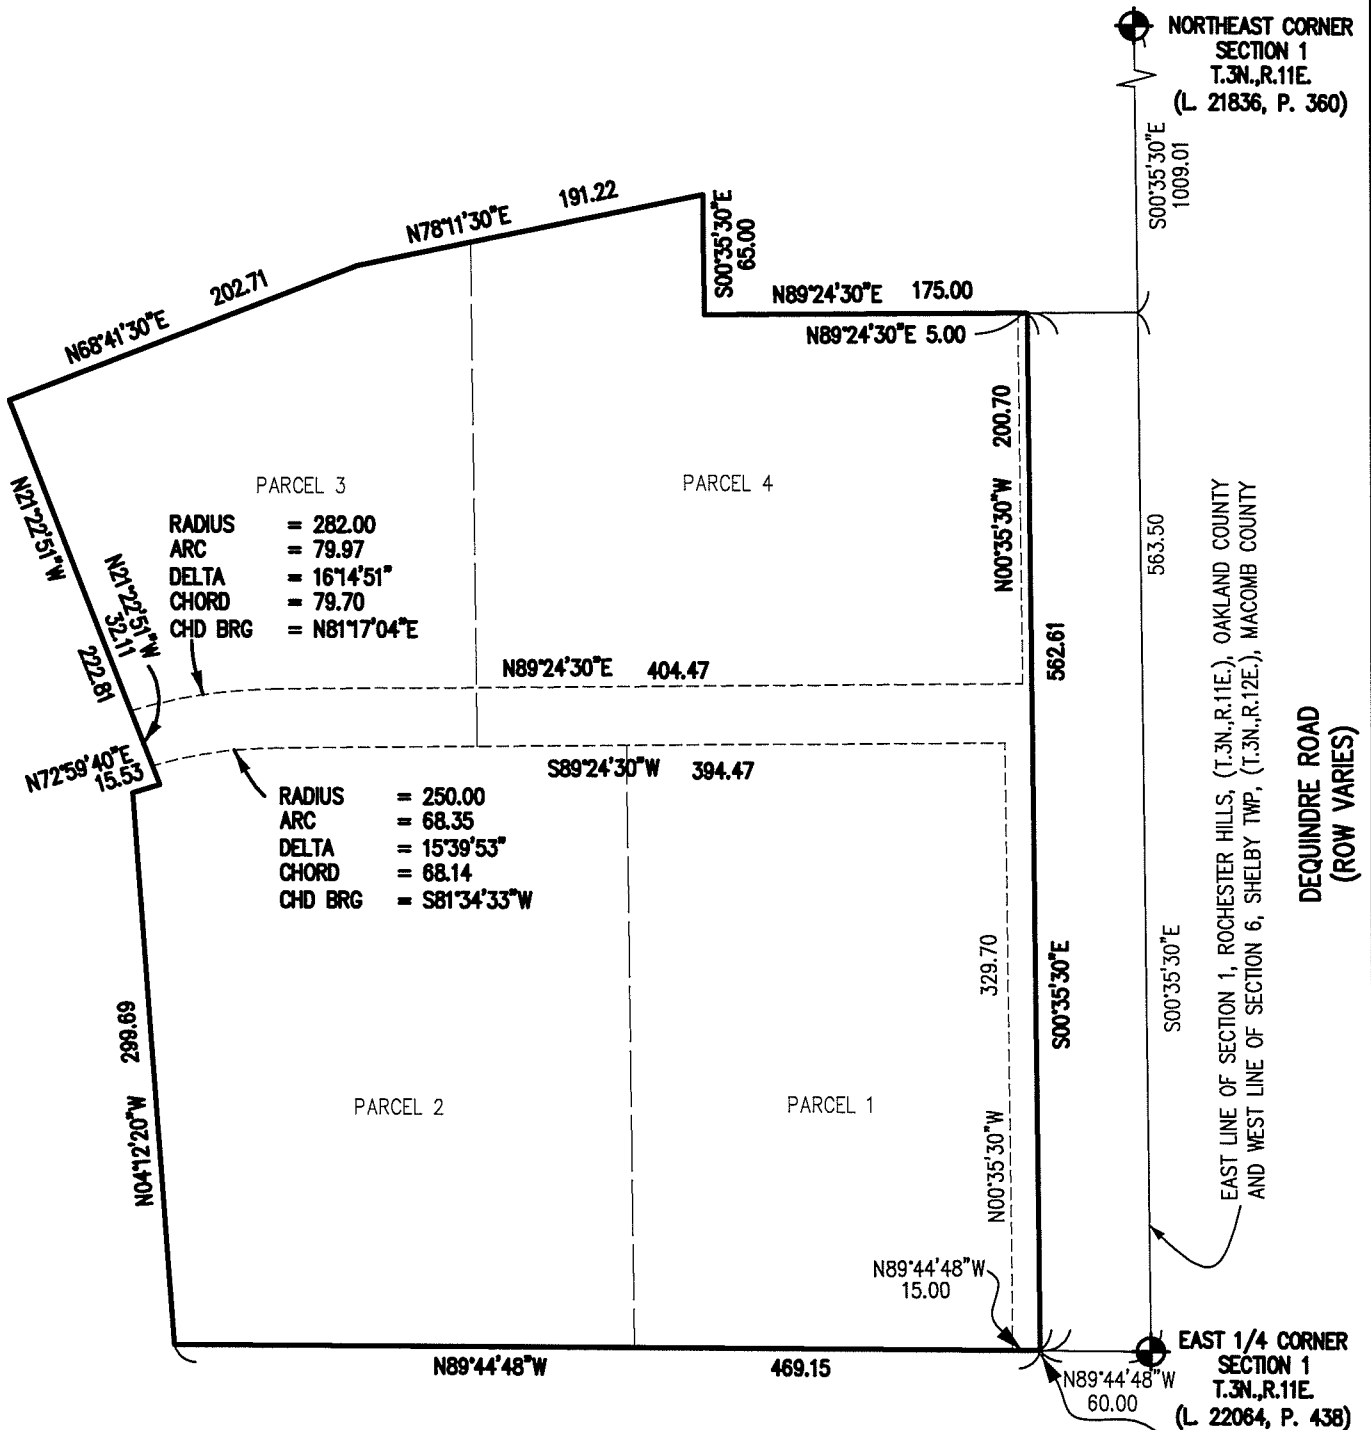 NORTHEAST CORNER
SECTION 1
T.3N.,R.11E.
(L. 21836, P. 360)
S00°35'30"E
1009.01
N78°11'30"E 191.22
S00°35'30"E
65.00
N68°41'30"E 202.71
N89°24'30"E 175.00
N89°24'30"E 5.00
N00°35'30"W 200.70
PARCEL 3
PARCEL 4
RADIUS = 282.00
ARC = 79.97
DELTA = 16°14'51"
CHORD = 79.70
CHD BRG = N81°17'04"E
N21°22'51"W
222.81
N21°22'51"W
32.11
563.50
562.61
N89°24'30"E 404.47
N72°59'40"E
15.53
S89°24'30"W 394.47
RADIUS = 250.00
ARC = 68.35
DELTA = 15°39'53"
CHORD = 68.14
CHD BRG = S81°34'33"W
EAST LINE OF SECTION 1, ROCHESTER HILLS, (T.3N.,R.11E.), OAKLAND COUNTY
AND WEST LINE OF SECTION 6, SHELBY TWP, (T.3N.,R.12E.), MACOMB COUNTY
DEQUINDRE ROAD
(ROW VARIES)
N04°12'20"W 299.69
N00°35'30"W 329.70
S00°35'30"E
S00°35'30"E
PARCEL 2
PARCEL 1
N89°44'48"W
15.00
N89°44'48"W 469.15
N89°44'48"W
60.00
EAST 1/4 CORNER
SECTION 1
T.3N.,R.11E.
(L. 22064, P. 438)